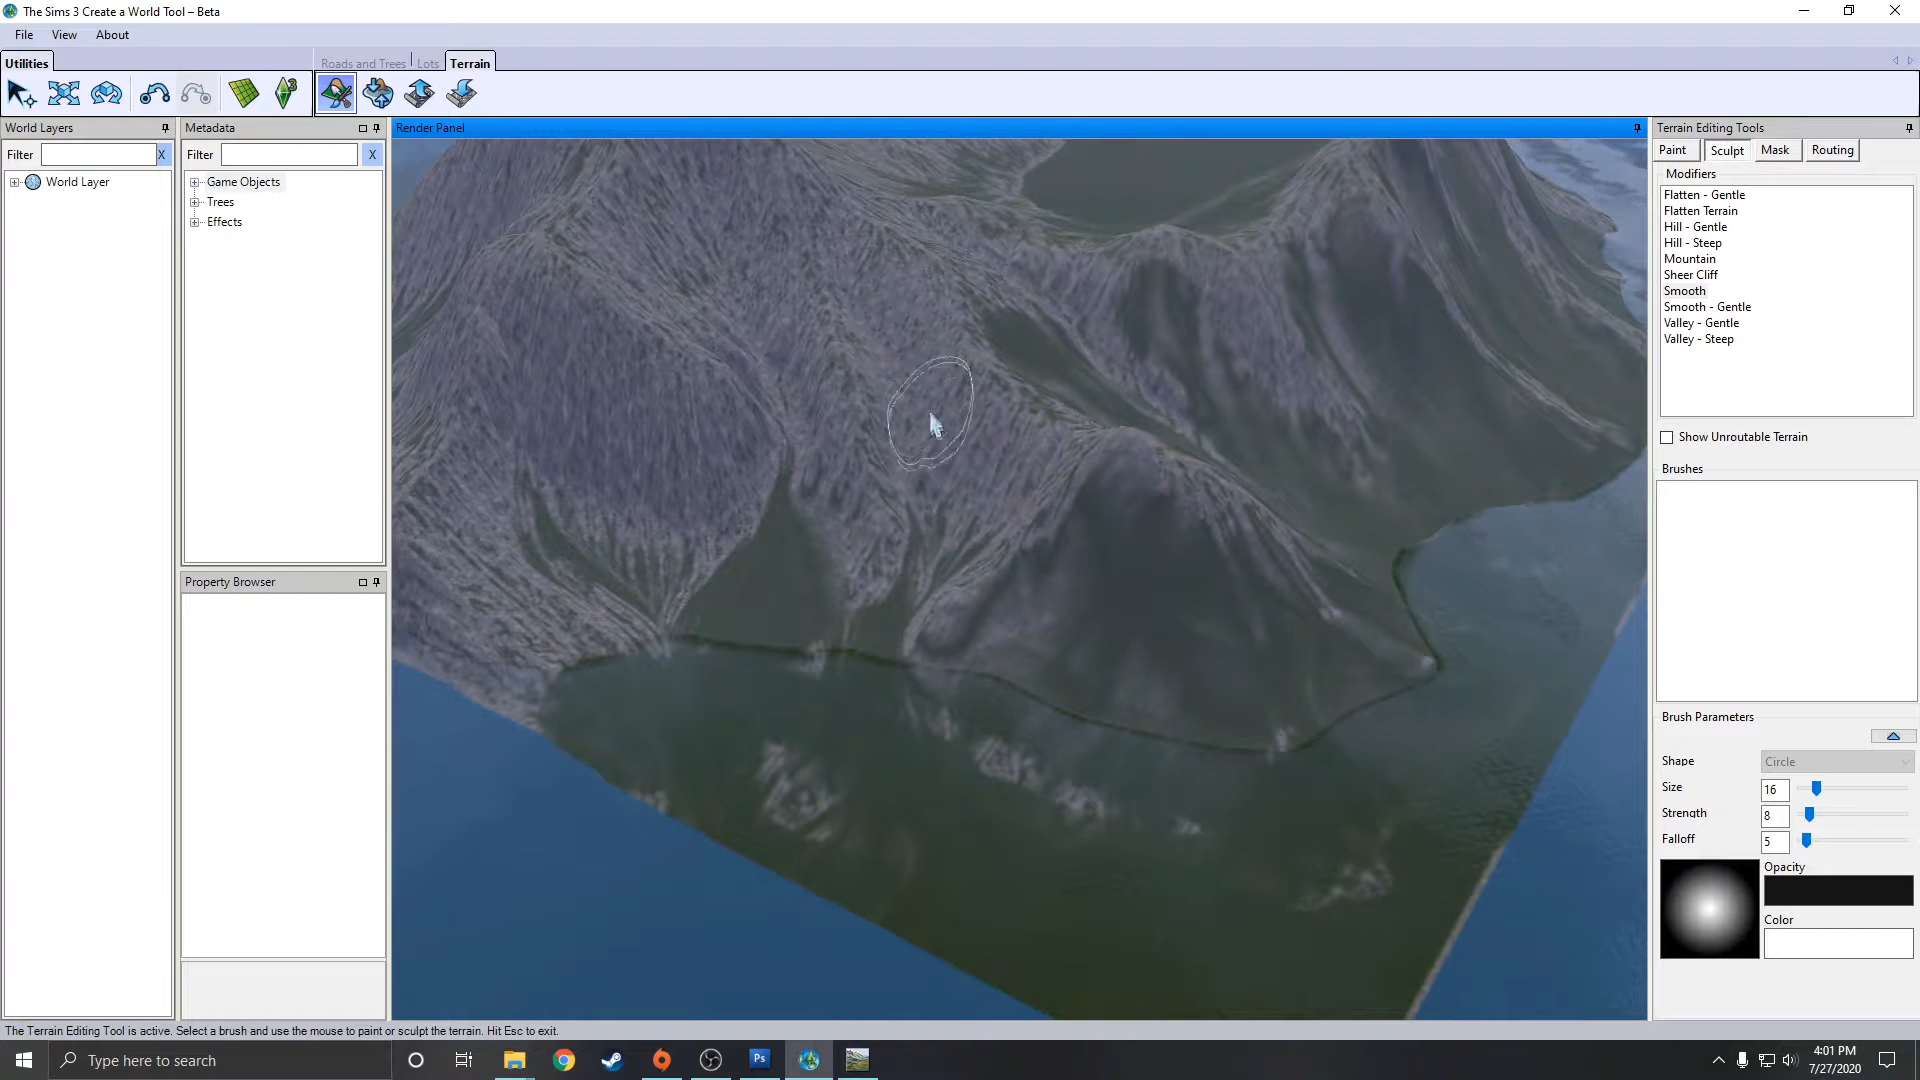 The Sims 3 Create a World Tool – Beta
File View About
Utilities Roads and Trees Lots Terrain
World Layers
Filter X
World Layer
Metadata
Filter X
Game Objects
Trees
Effects
Property Browser
Render Panel
Terrain Editing Tools
Paint Sculpt Mask Routing
Modifiers
Flatten - Gentle
Flatten Terrain
Hill - Gentle
Hill - Steep
Mountain
Sheer Cliff
Smooth
Smooth - Gentle
Valley - Gentle
Valley - Steep
Show Unroutable Terrain
Brushes
Brush Parameters
Shape Circle
Size 16
Strength 8
Falloff 5
Opacity
Color
The Terrain Editing Tool is active. Select a brush and use the mouse to paint or sculpt the terrain. Hit Esc to exit.
Type here to search
Ps
4:01 PM
7/27/2020